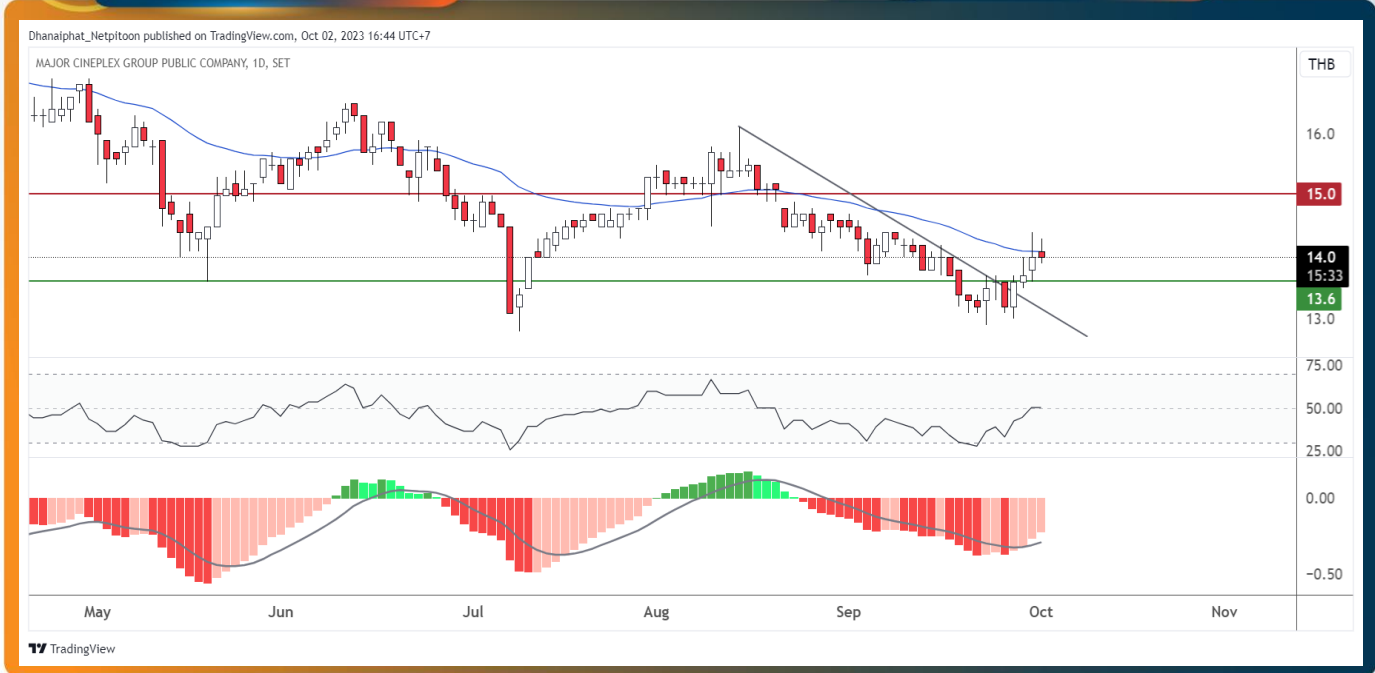 Dhanaiphat_Netpitoon published on TradingView.com, Oct 02, 2023 16:44 UTC+7
MAJOR CINEPLEX GROUP PUBLIC COMPANY, 1D, SET
THB
16.0
15.0
14.0
15:33
13.6
13.0
75.00
50.00
25.00
0.00
−0.50
May Jun Jul Aug Sep Oct Nov
TradingView